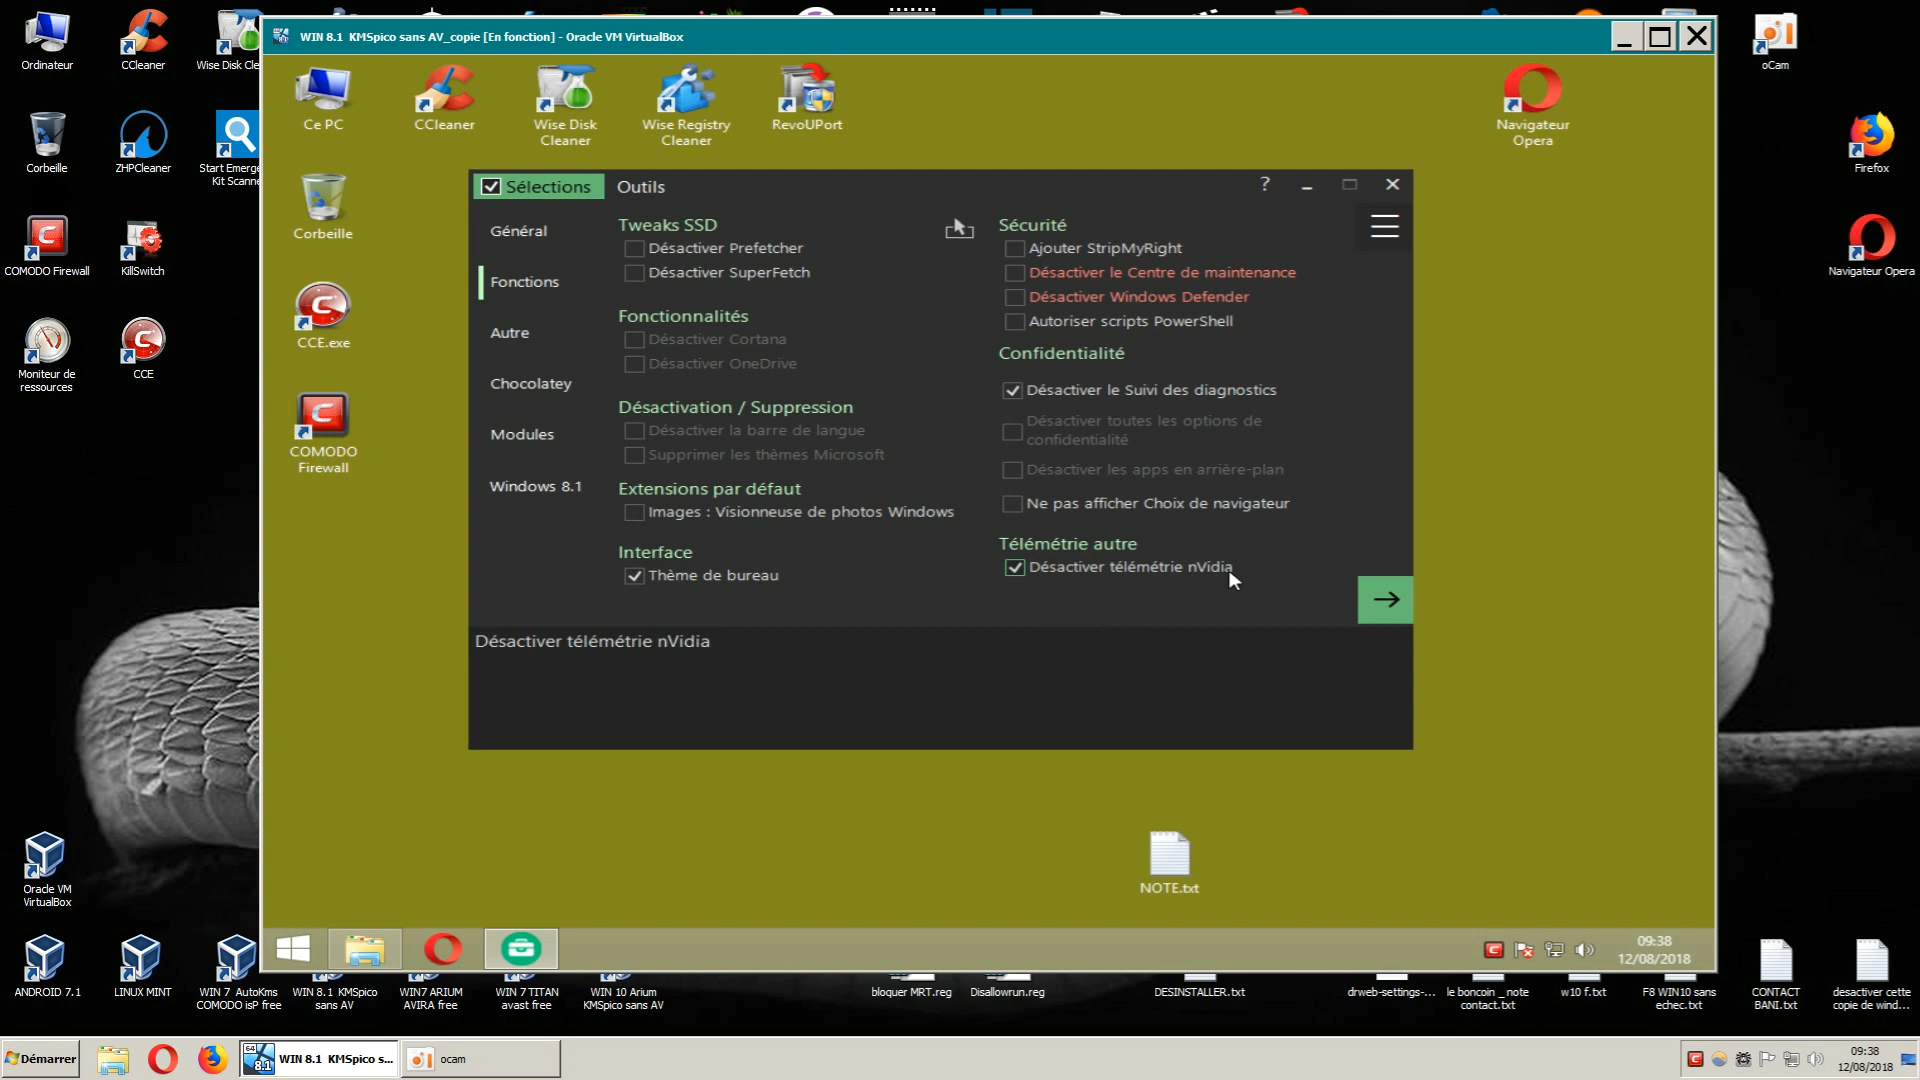 WIN 8.1  KMSpico sans AV_copie [En fonction] - Oracle VM VirtualBox
Ordinateur
CCleaner
Wise Disk Cle
oCam
Corbeille
ZHPCleaner
Start Emerge
Kit Scanne
Firefox
COMODO Firewall
KillSwitch
Navigateur Opera
Moniteur de
ressources
CCE
Ce PC
CCleaner
Wise Disk
Cleaner
Wise Registry
Cleaner
RevoUPort
Navigateur
Opera
Corbeille
CCE.exe
COMODO
Firewall
Sélections
Outils
?
Général
Fonctions
Autre
Chocolatey
Modules
Windows 8.1
Tweaks SSD
Désactiver Prefetcher
Désactiver SuperFetch
Fonctionnalités
Désactiver Cortana
Désactiver OneDrive
Désactivation / Suppression
Désactiver la barre de langue
Supprimer les thèmes Microsoft
Extensions par défaut
Images : Visionneuse de photos Windows
Interface
Thème de bureau
Sécurité
Ajouter StripMyRight
Désactiver le Centre de maintenance
Désactiver Windows Defender
Autoriser scripts PowerShell
Confidentialité
Désactiver le Suivi des diagnostics
Désactiver toutes les options de
confidentialité
Désactiver les apps en arrière-plan
Ne pas afficher Choix de navigateur
Télémétrie autre
Désactiver télémétrie nVidia
Désactiver télémétrie nVidia
NOTE.txt
09:38
12/08/2018
Oracle VM
VirtualBox
ANDROID 7.1
LINUX MINT
WIN 7  AutoKms
COMODO isP free
WIN 8.1  KMSpico
sans AV
WIN7 ARIUM
AVIRA free
WIN 7 TITAN
avast free
WIN 10 Arium
KMSpico sans AV
bloquer MRT.reg
Disallowrun.reg
DESINSTALLER.txt
drweb-settings-...
le boncoin _ note
contact.txt
w10 f.txt
F8 WIN10 sans
echec.txt
CONTACT
BANI.txt
desactiver cette
copie de wind...
Démarrer
64
8.1
WIN 8.1  KMSpico s...
ocam
09:38
12/08/2018